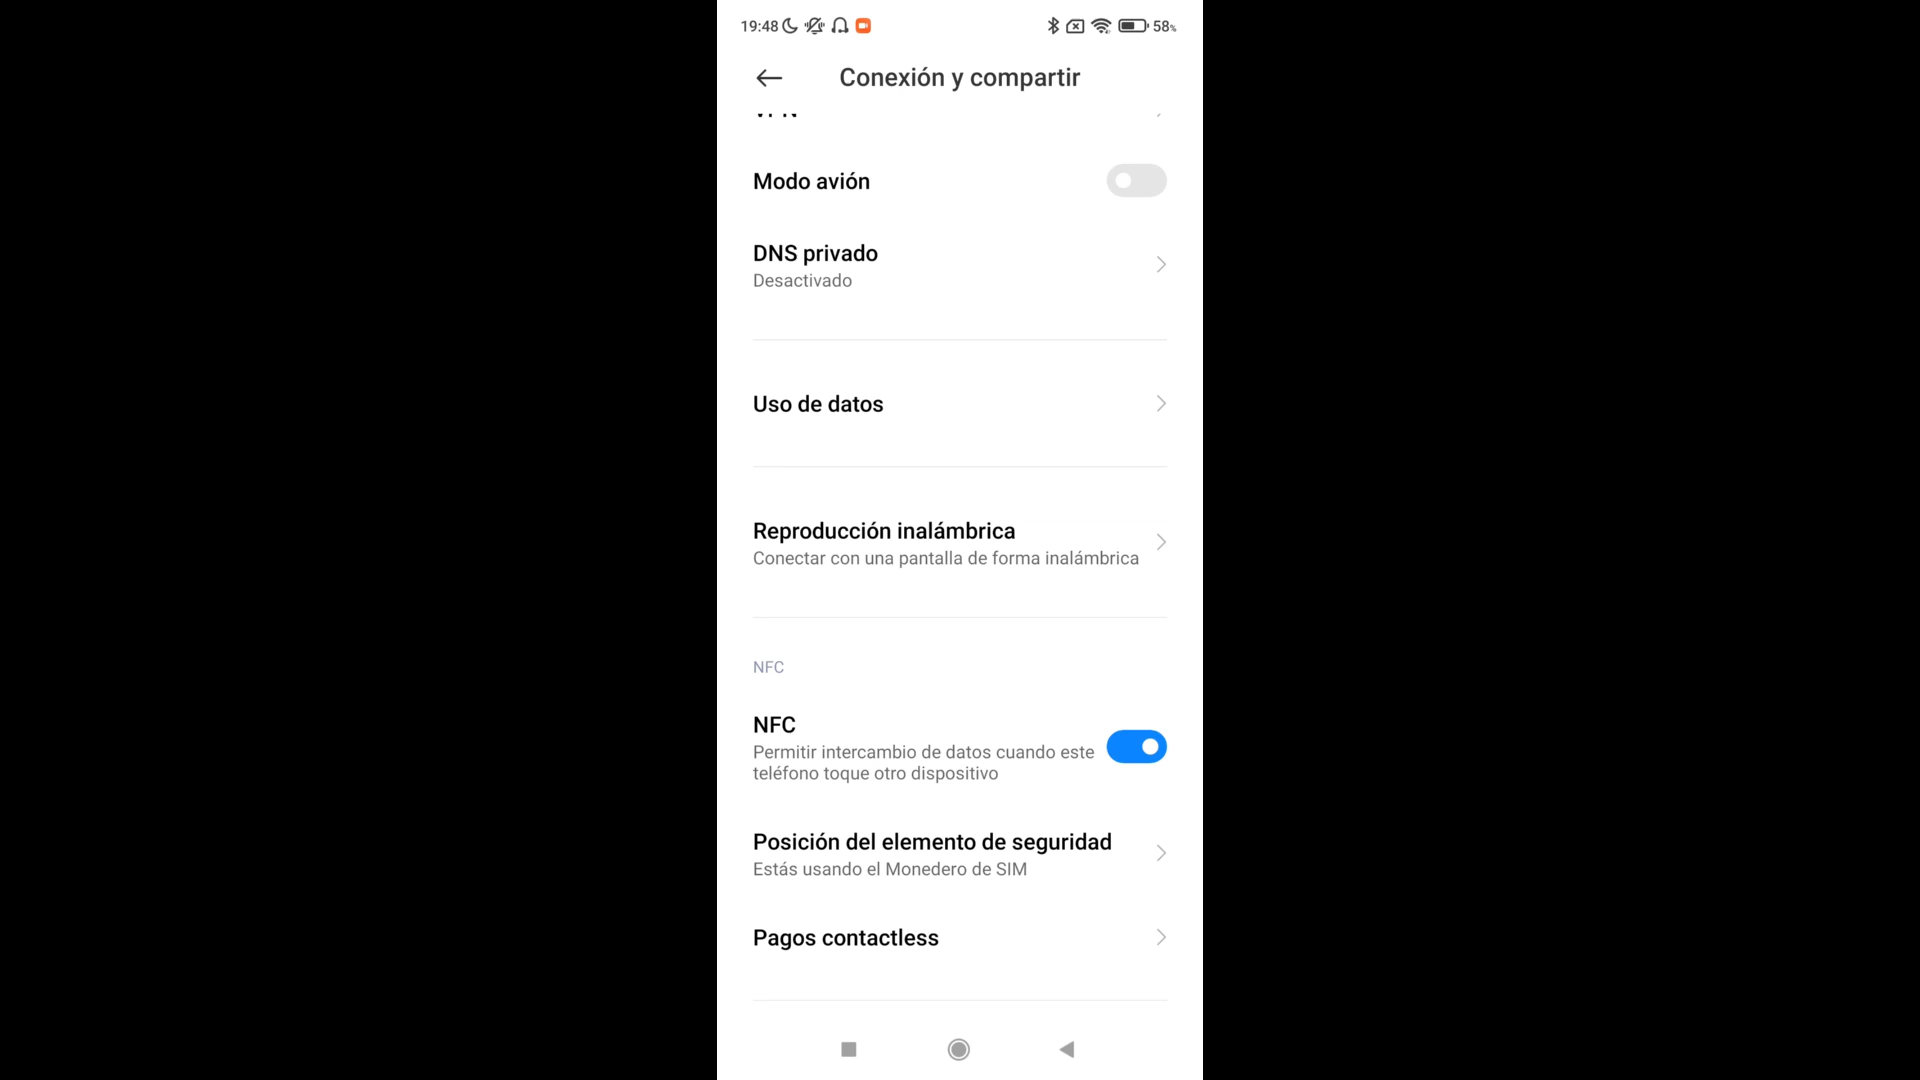 19:48 58%
Conexión y compartir
VPN
Modo avión
DNS privado
Desactivado
Uso de datos
Reproducción inalámbrica
Conectar con una pantalla de forma inalámbrica
NFC
NFC
Permitir intercambio de datos cuando este
teléfono toque otro dispositivo
Posición del elemento de seguridad
Estás usando el Monedero de SIM
Pagos contactless